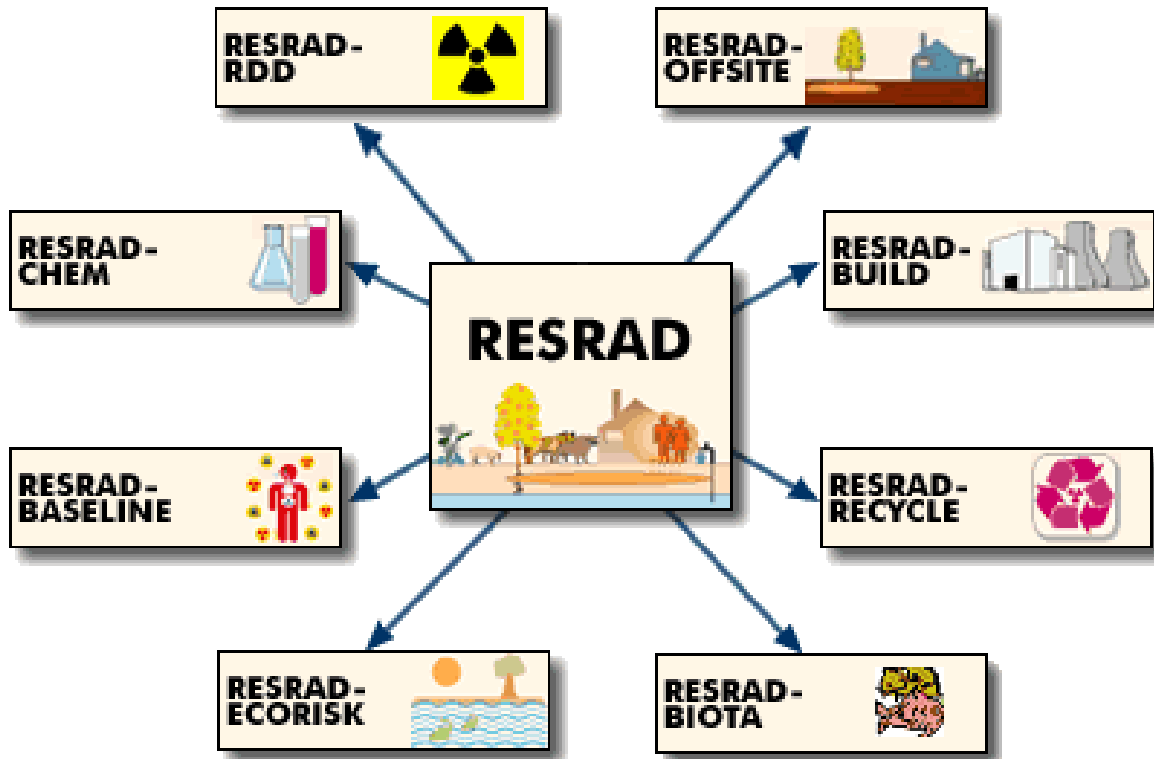 RESRAD-
RDD
RESRAD-
OFFSITE
RESRAD-
CHEM
RESRAD-
BUILD
RESRAD
RESRAD-
BASELINE
RESRAD-
RECYCLE
RESRAD-
ECORISK
RESRAD-
BIOTA